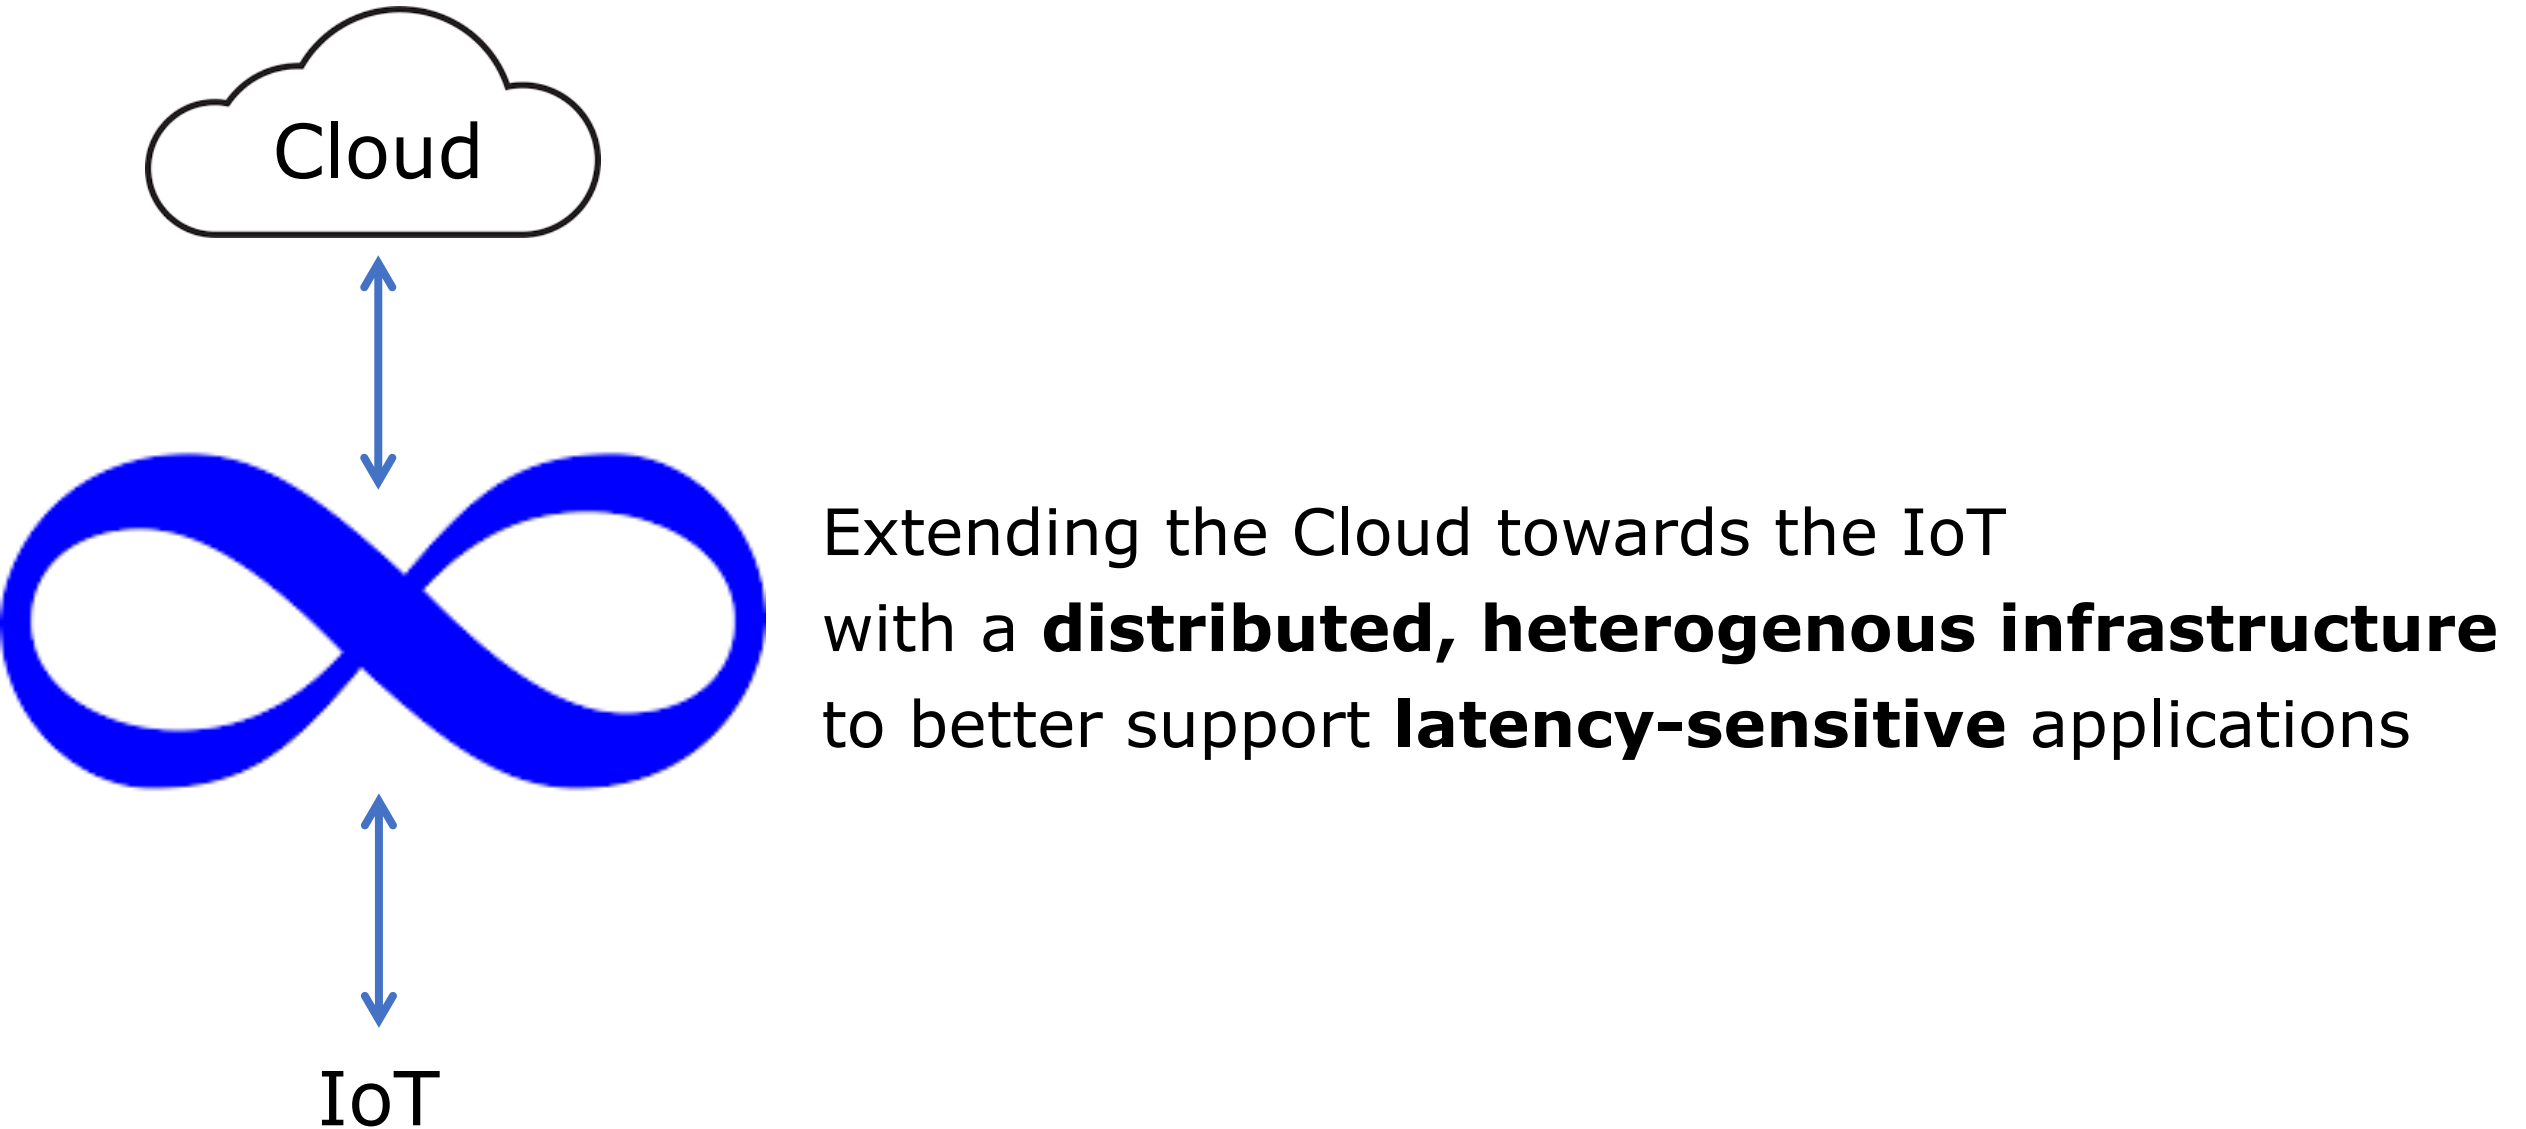 Cloud
Extending the Cloud towards the IoT
with a distributed, heterogenous infrastructure
to better support latency-sensitive applications
IoT